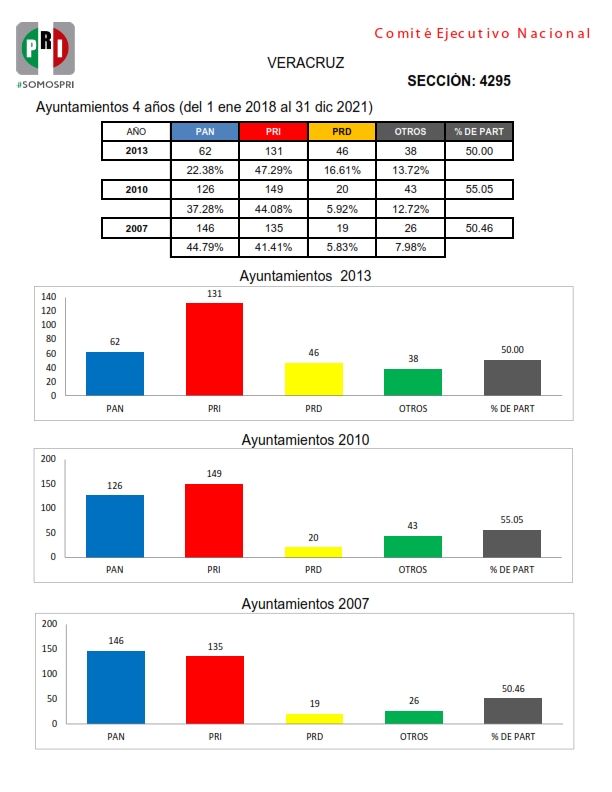 Comité Ejecutivo Nacional
PRI
#SOMOSPRI
VERACRUZ
SECCIÓN: 4295
Ayuntamientos 4 años (del 1 ene 2018 al 31 dic 2021)
AÑO PAN PRI PRD OTROS % DE PART
2013 62 131 46 38 50.00
22.38% 47.29% 16.61% 13.72%
2010 126 149 20 43 55.05
37.28% 44.08% 5.92% 12.72%
2007 146 135 19 26 50.46
44.79% 41.41% 5.83% 7.98%
Ayuntamientos 2013
140
120
100
80
60
40
20
0
62 131 46 38 50.00
PAN PRI PRD OTROS % DE PART
Ayuntamientos 2010
200
150
100
50
0
126 149 20 43 55.05
PAN PRI PRD OTROS % DE PART
Ayuntamientos 2007
200
150
100
50
0
146 135 19 26 50.46
PAN PRI PRD OTROS % DE PART